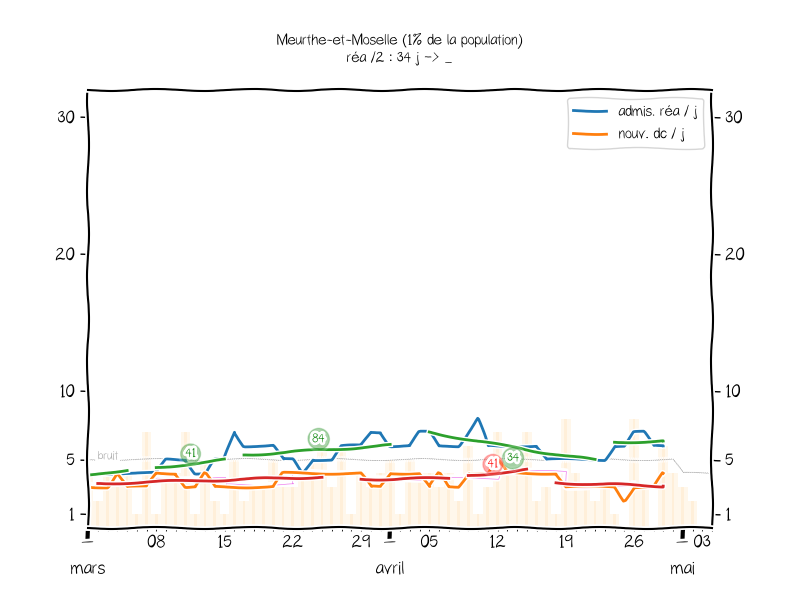 Meurthe-et-Moselle (1% de la population)
réa /2 : 34 j -> _
admis. réa / j
nouv. dc / j
30
30
20
20
10
10
5
5
1
1
bruit
41
84
41
34
08
15
22
29
05
12
19
26
03
mars
avril
mai